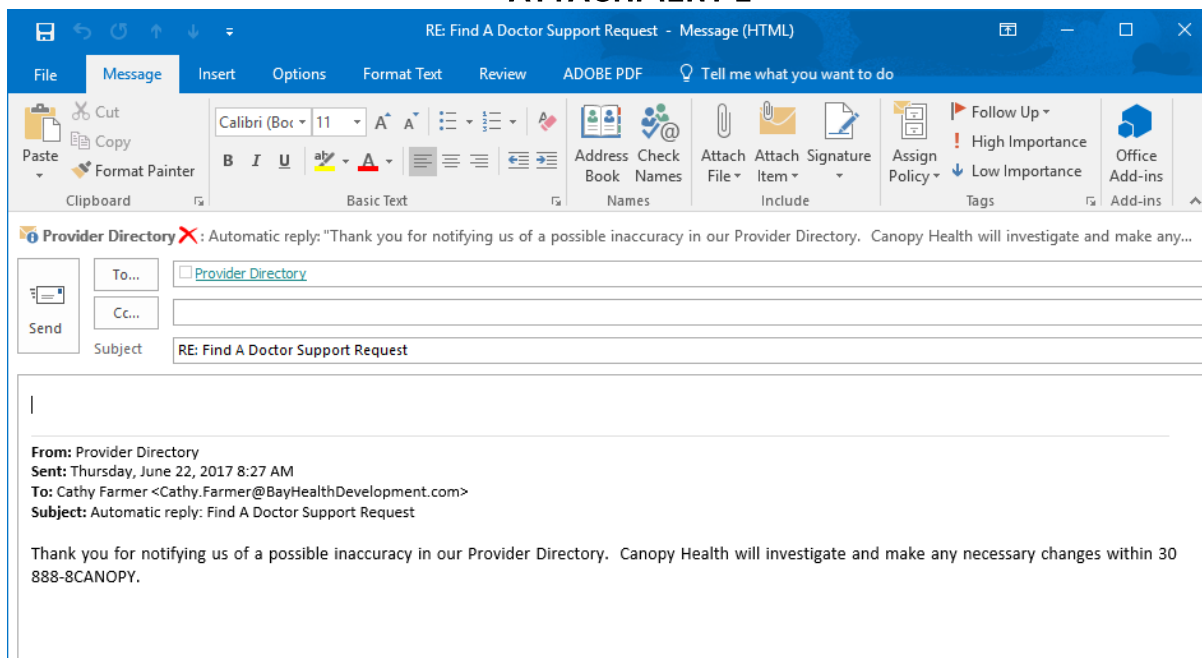 RE: Find A Doctor Support Request - Message (HTML)
File Message Insert Options Format Text Review ADOBE PDF Tell me what you want to do
Cut
Copy
Format Painter
Paste
Clipboard
Calibri (Boc 11
B I U
Basic Text
Address Book
Check Names
Names
Attach File
Attach Item
Signature
Include
Assign Policy
Follow Up
High Importance
Low Importance
Tags
Office Add-ins
Add-ins
Provider Directory : Automatic reply: "Thank you for notifying us of a possible inaccuracy in our Provider Directory. Canopy Health will investigate and make any...
Send
To... Provider Directory
Cc...
Subject RE: Find A Doctor Support Request
From: Provider Directory
Sent: Thursday, June 22, 2017 8:27 AM
To: Cathy Farmer <Cathy.Farmer@BayHealthDevelopment.com>
Subject: Automatic reply: Find A Doctor Support Request
Thank you for notifying us of a possible inaccuracy in our Provider Directory. Canopy Health will investigate and make any necessary changes within 30
888-8CANOPY.